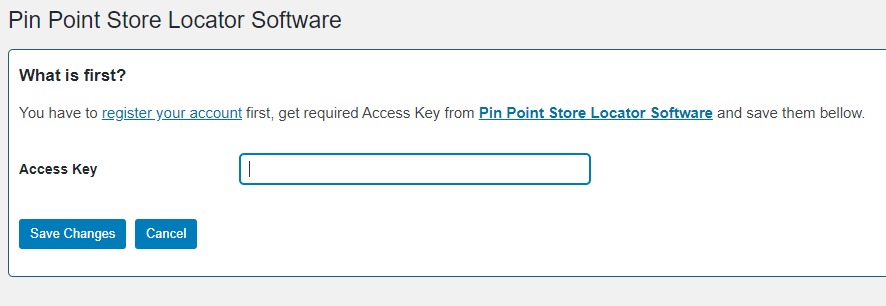 Pin Point Store Locator Software
What is first?
You have to register your account first, get required Access Key from Pin Point Store Locator Software and save them bellow.
Access Key
Save Changes
Cancel